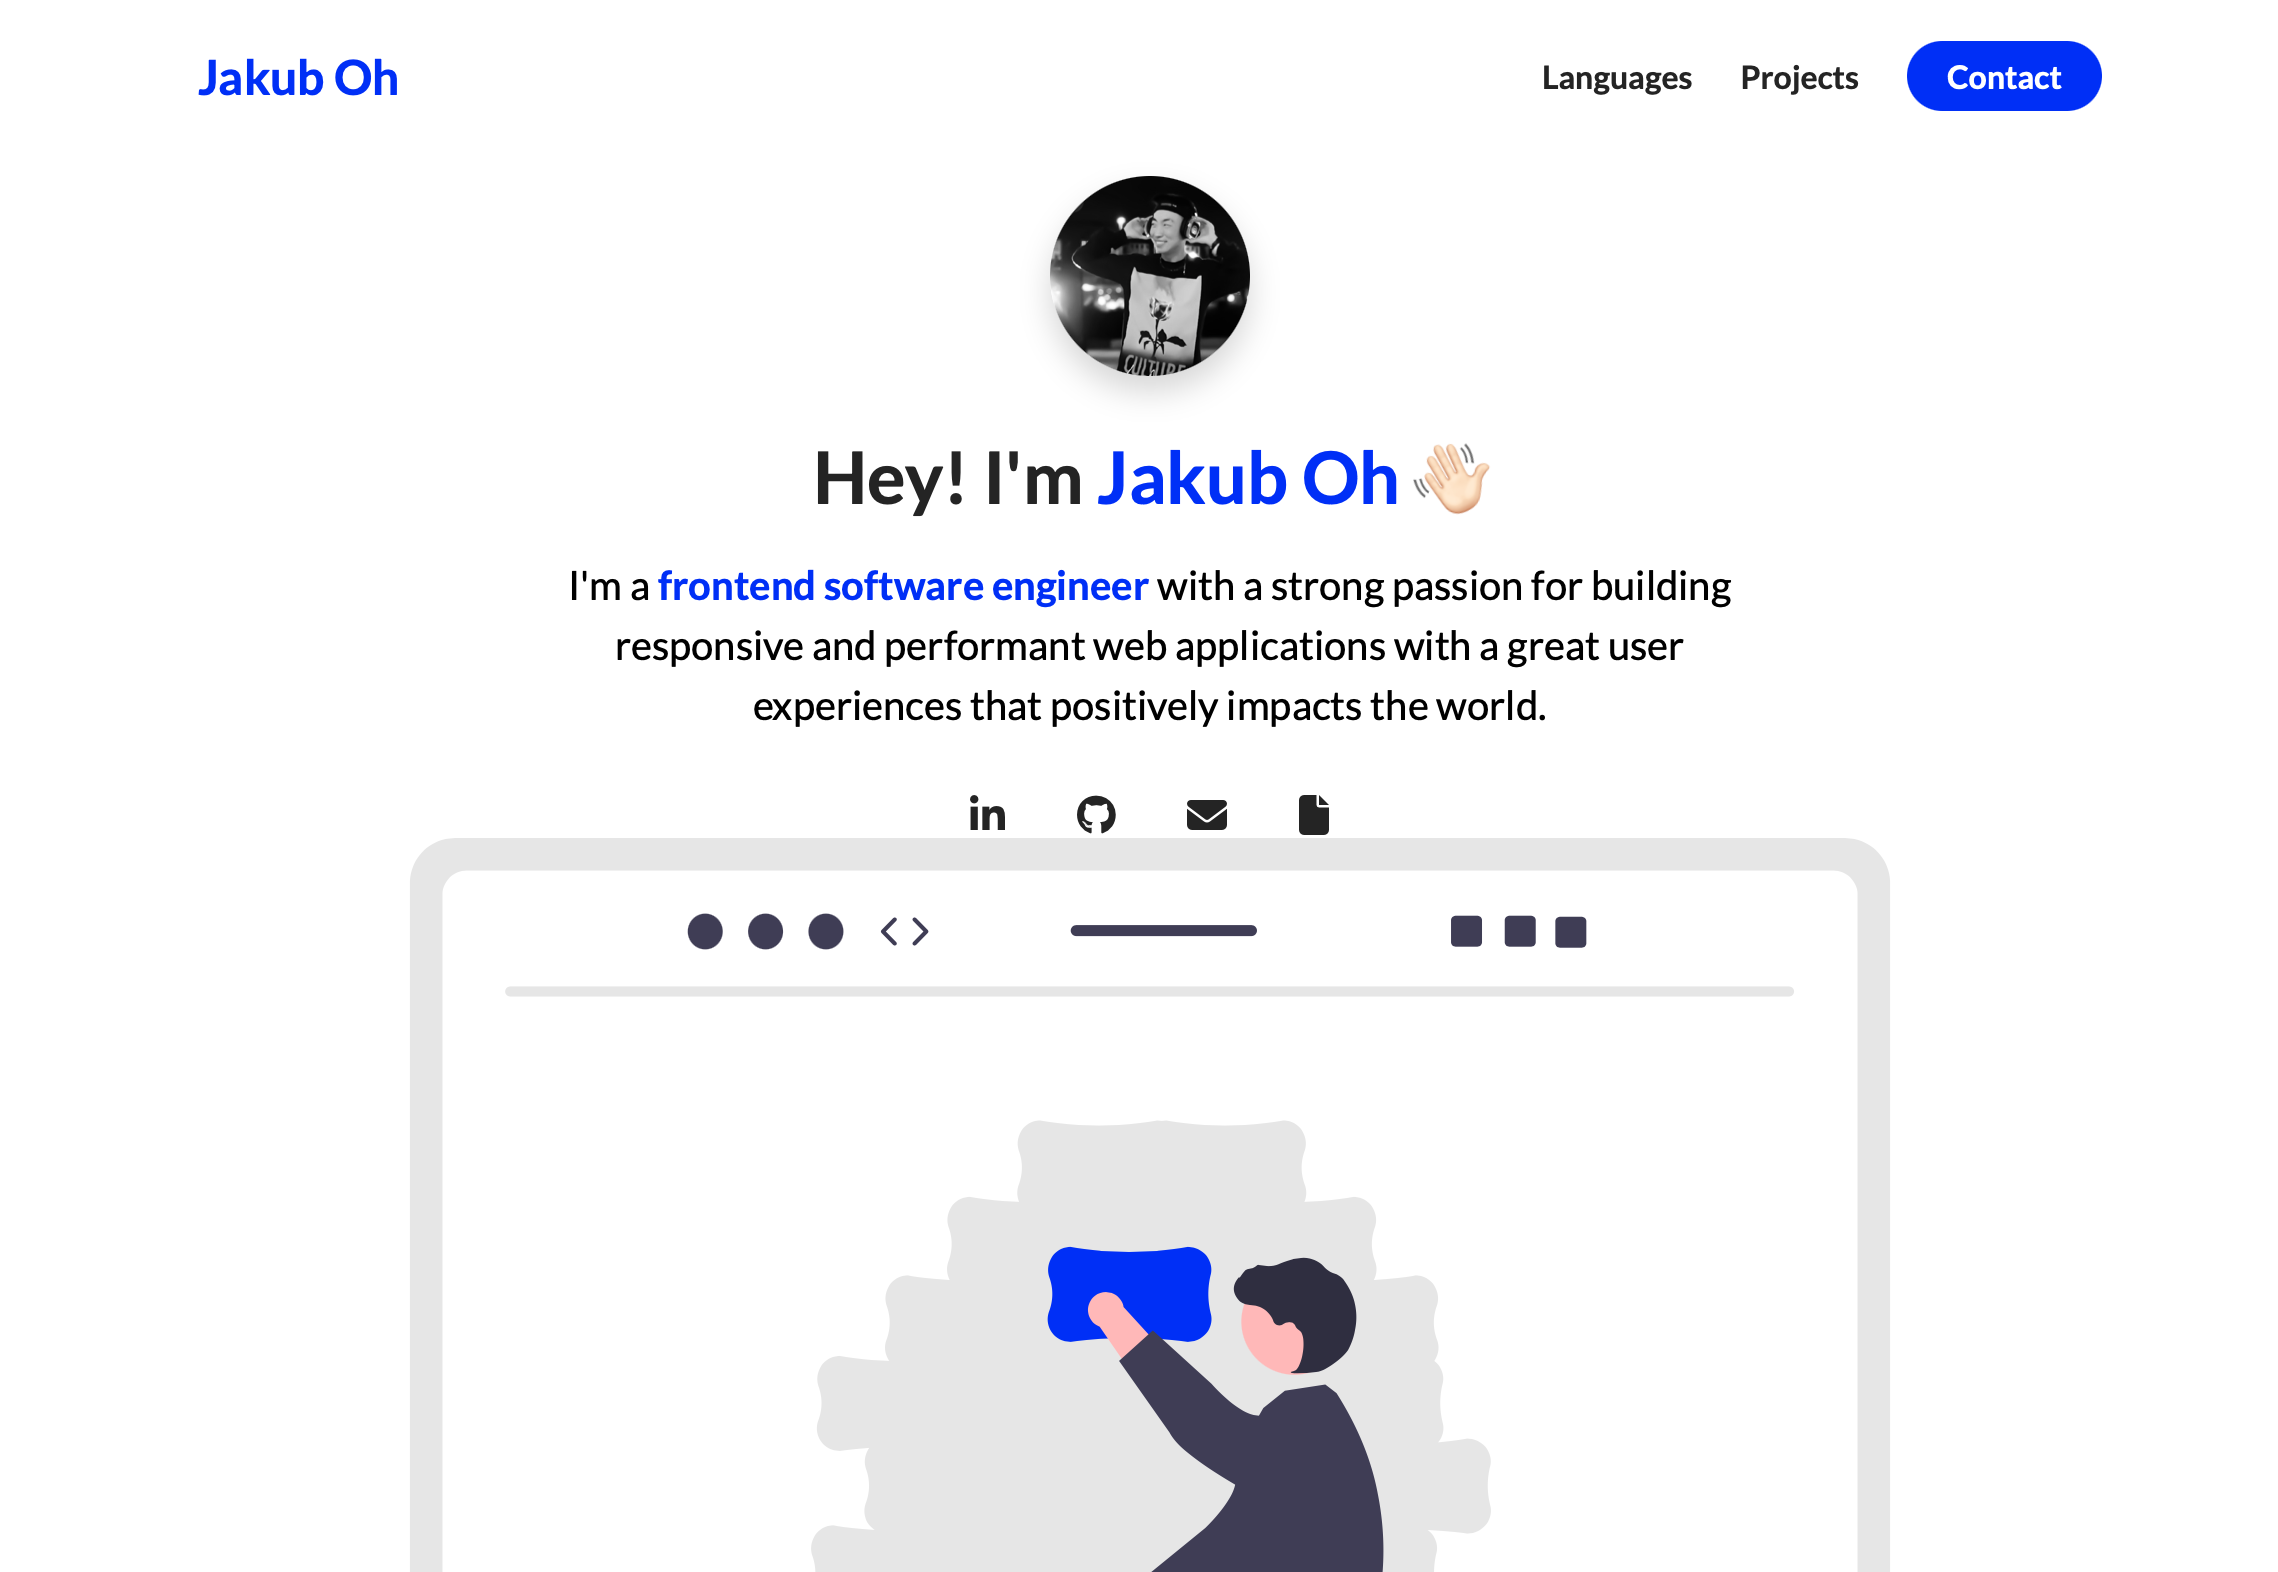 Jakub Oh
Languages Projects Contact
Hey! I'm Jakub Oh 👋🏻
I'm a frontend software engineer with a strong passion for building
responsive and performant web applications with a great user
experiences that positively impacts the world.
in
CULTURE